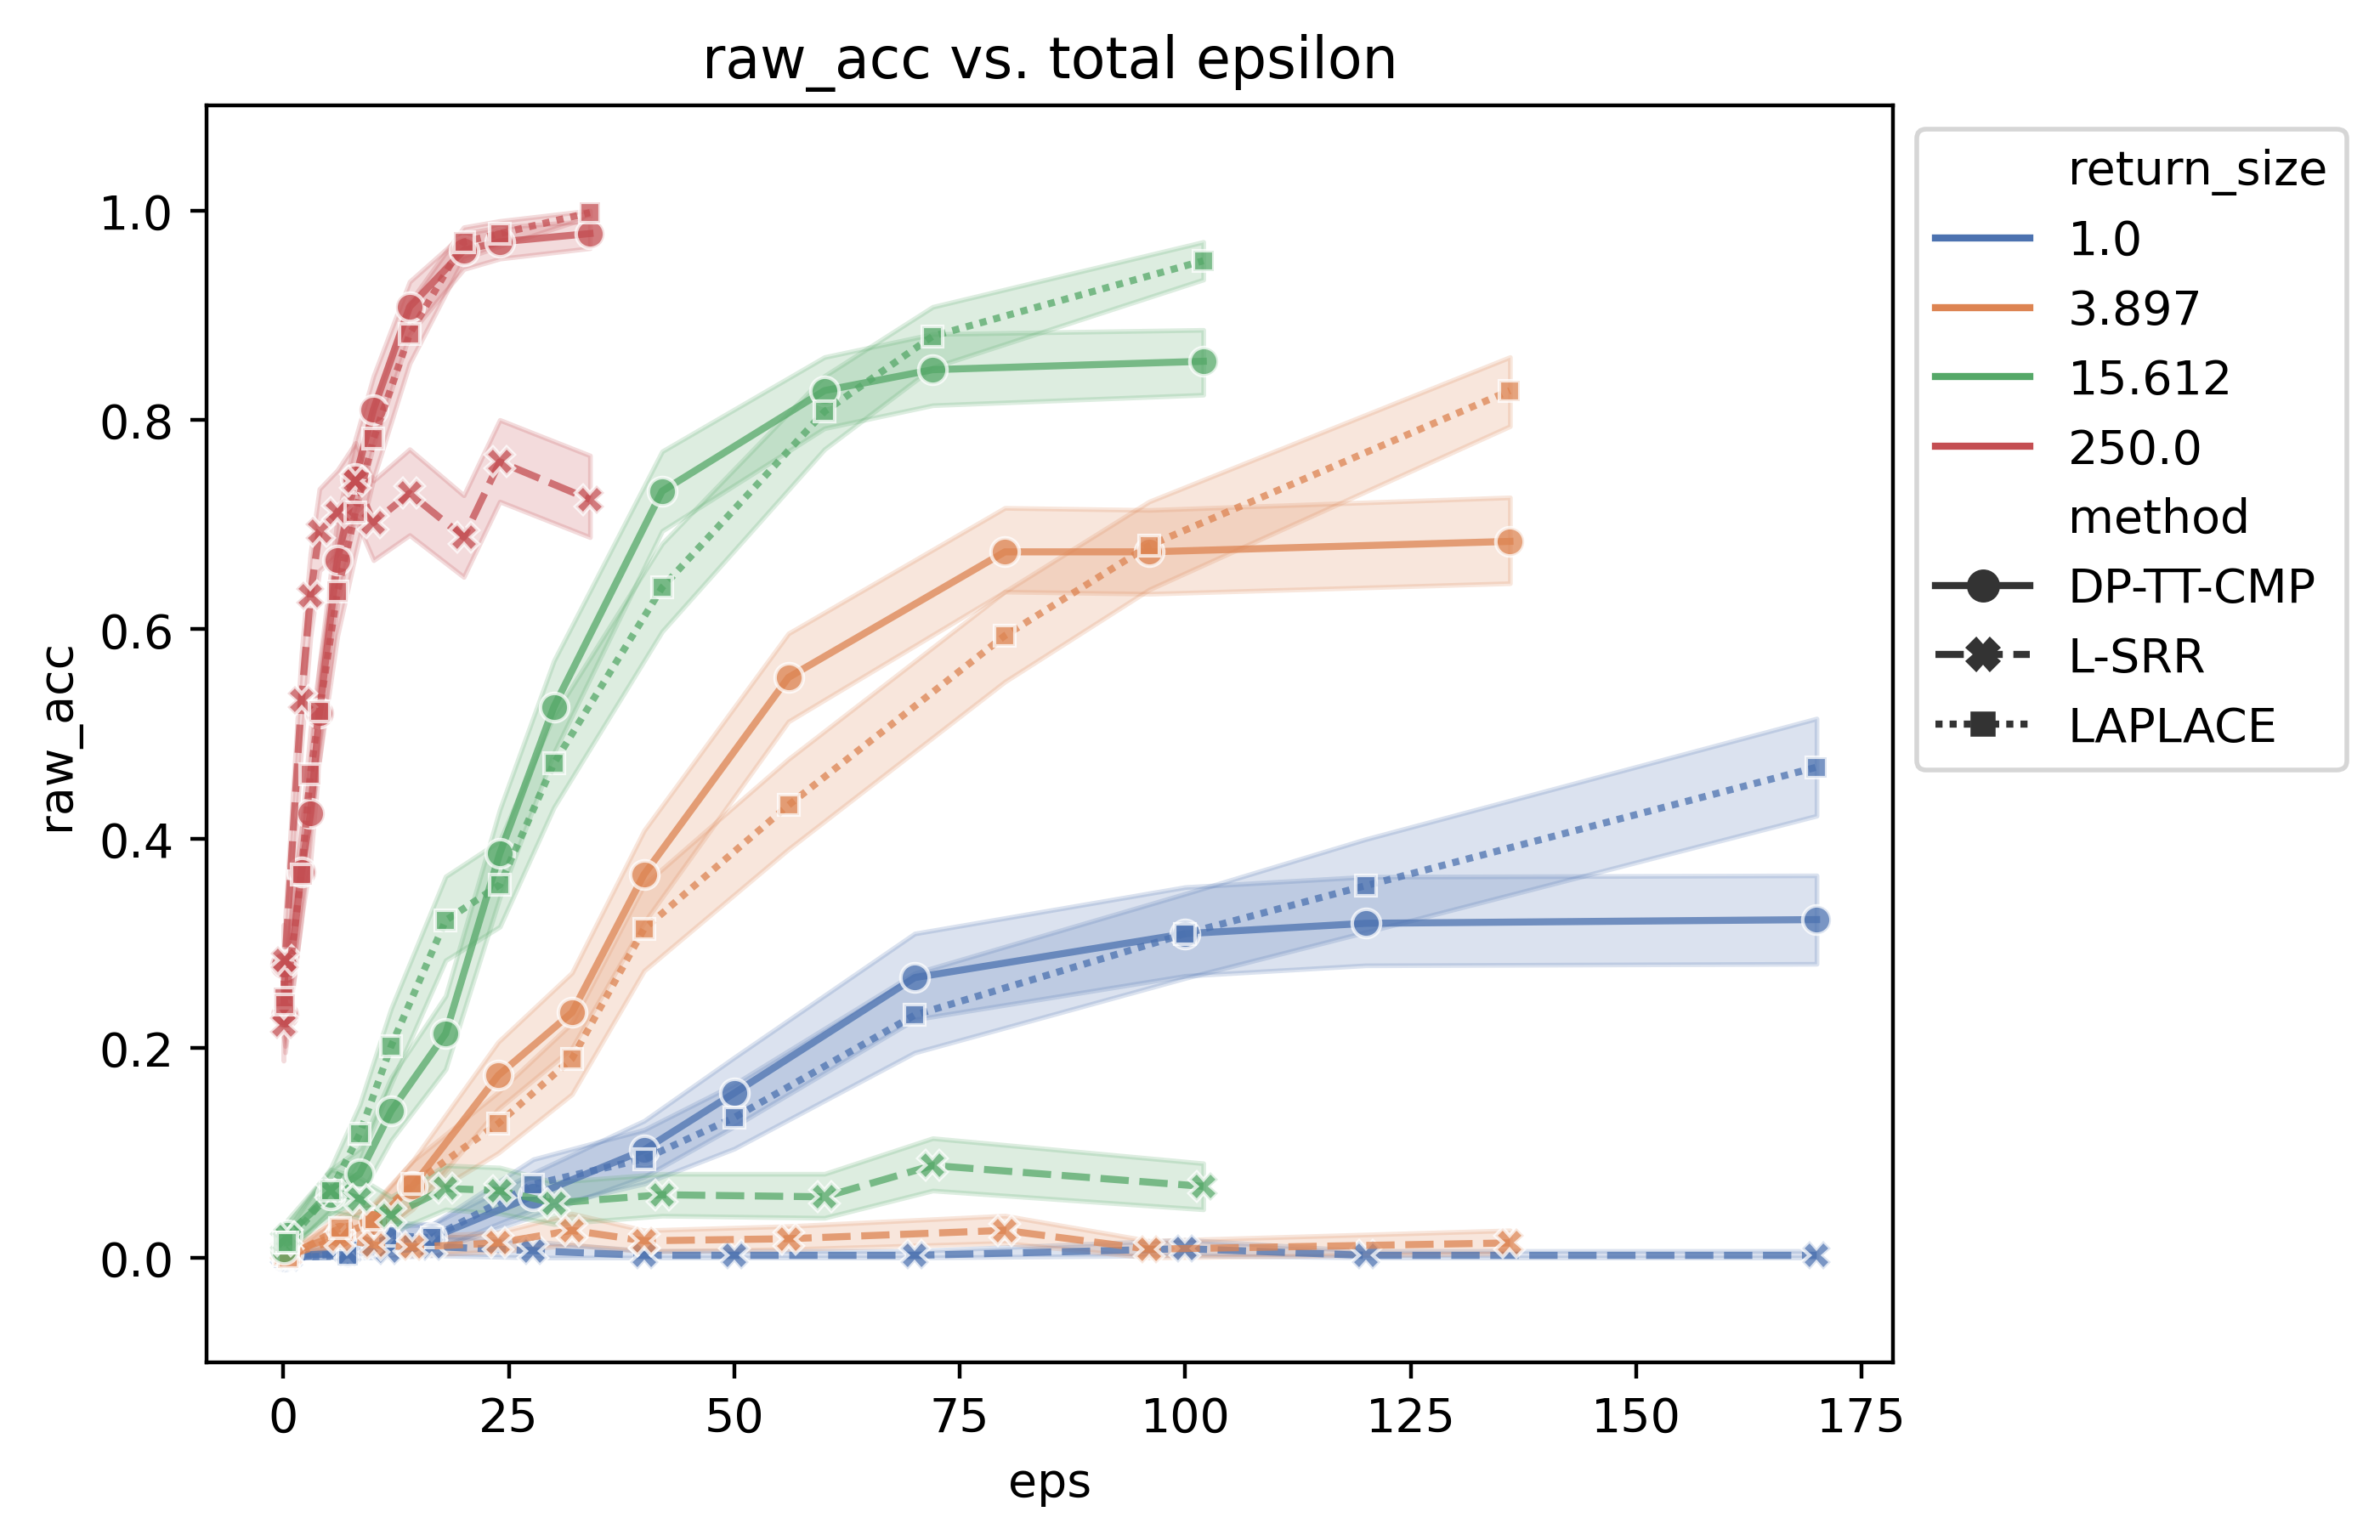 raw_acc vs. total epsilon
1.0
0.8
0.6
0.4
0.2
0.0
raw_acc
0 25 50 75 100 125 150 175
eps
return_size
1.0
3.897
15.612
250.0
method
DP-TT-CMP
L-SRR
LAPLACE